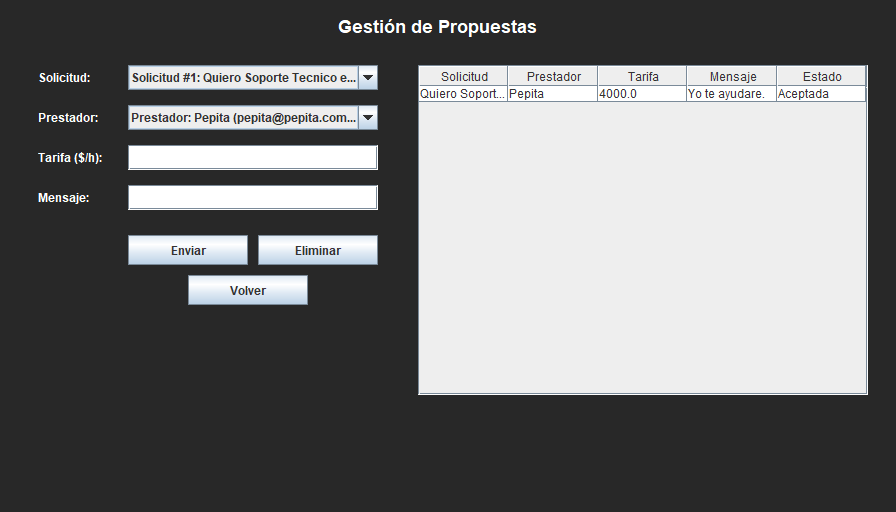 Gestión de Propuestas
Solicitud:
Solicitud #1: Quiero Soporte Tecnico e...
Prestador:
Prestador: Pepita (pepita@pepita.com...
Tarifa ($/h):
Mensaje:
Enviar
Eliminar
Volver
Solicitud Prestador Tarifa Mensaje Estado
Quiero Soport... Pepita 4000.0 Yo te ayudare. Aceptada